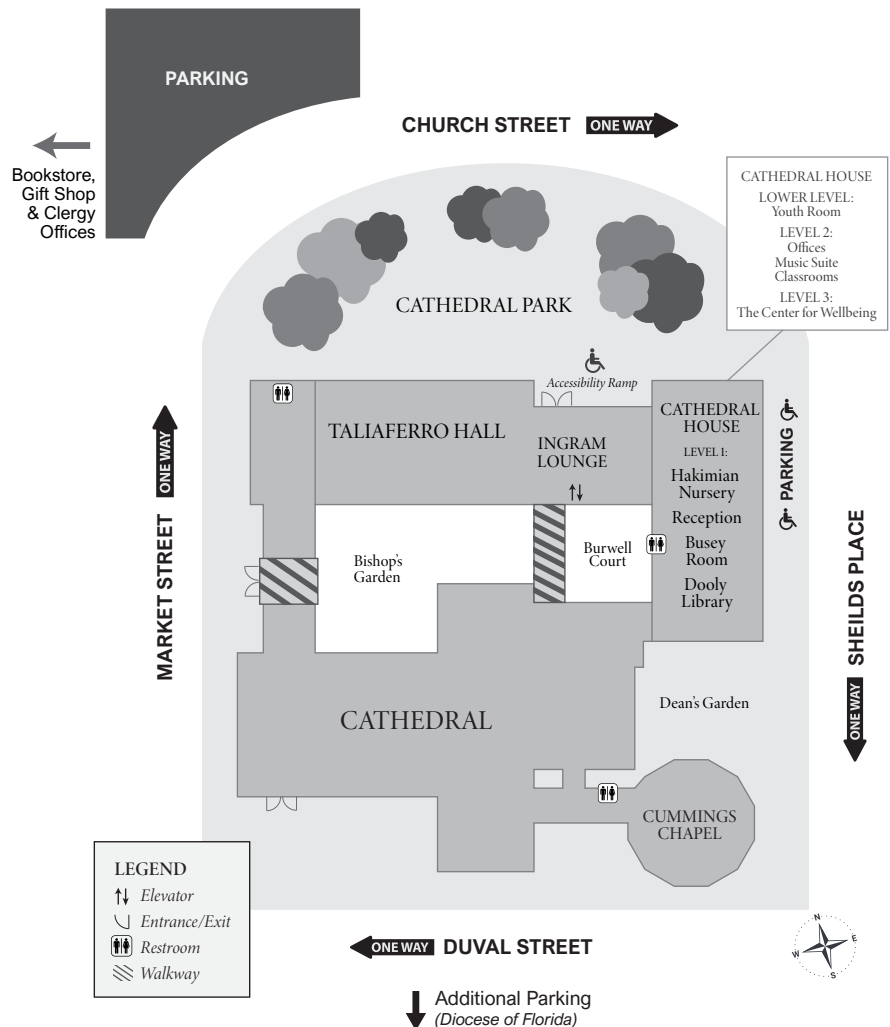 PARKING
CHURCH STREET ONE WAY
Bookstore,
Gift Shop
& Clergy
Offices
CATHEDRAL HOUSE
LOWER LEVEL:
Youth Room
LEVEL 2:
Offices
Music Suite
Classrooms
LEVEL 3:
The Center for Wellbeing
CATHEDRAL PARK
Accessibility Ramp
TALIAFERRO HALL
INGRAM
LOUNGE
CATHEDRAL
HOUSE
LEVEL 1:
Hakimian
Nursery
Reception
Busey
Room
Dooly
Library
PARKING
MARKET STREET ONE WAY
Bishop's
Garden
Burwell
Court
SHEILDS PLACE
ONE WAY
CATHEDRAL
Dean's Garden
CUMMINGS
CHAPEL
LEGEND
Elevator
Entrance/Exit
Restroom
Walkway
ONE WAY DUVAL STREET
N
E
W
S
Additional Parking
(Diocese of Florida)